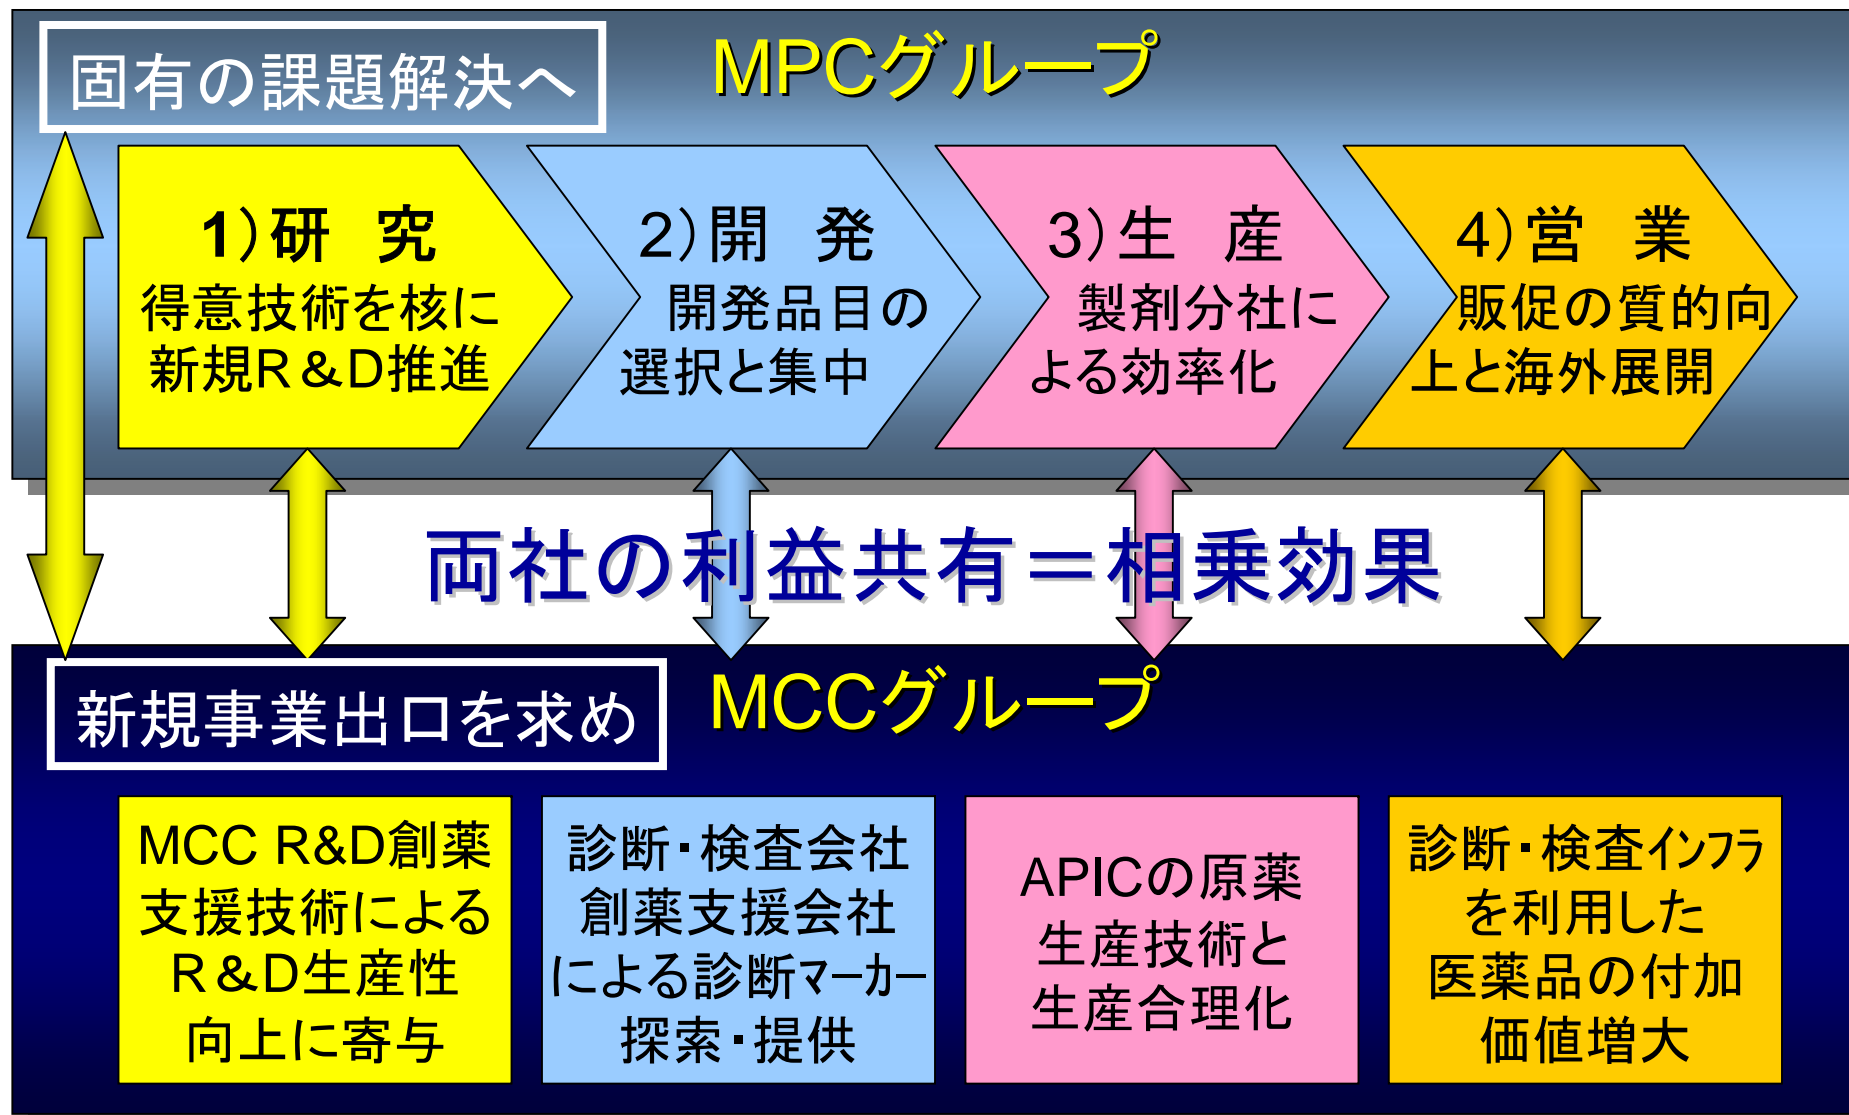 固有の課題解決へ
MPCグループ
1）研　究
得意技術を核に
新規R＆D推進
2）開　発
開発品目の
選択と集中
3）生　産
製剤分社に
よる効率化
4）営　業
販促の質的向
上と海外展開
両社の利益共有＝相乗効果
新規事業出口を求め
MCCグループ
MCC R&D創薬
支援技術による
R＆D生産性
向上に寄与
診断・検査会社
創薬支援会社
による診断ﾏｰｶｰ
探索・提供
APICの原薬
生産技術と
生産合理化
診断・検査ｲﾝﾌﾗ
を利用した
医薬品の付加
価値増大